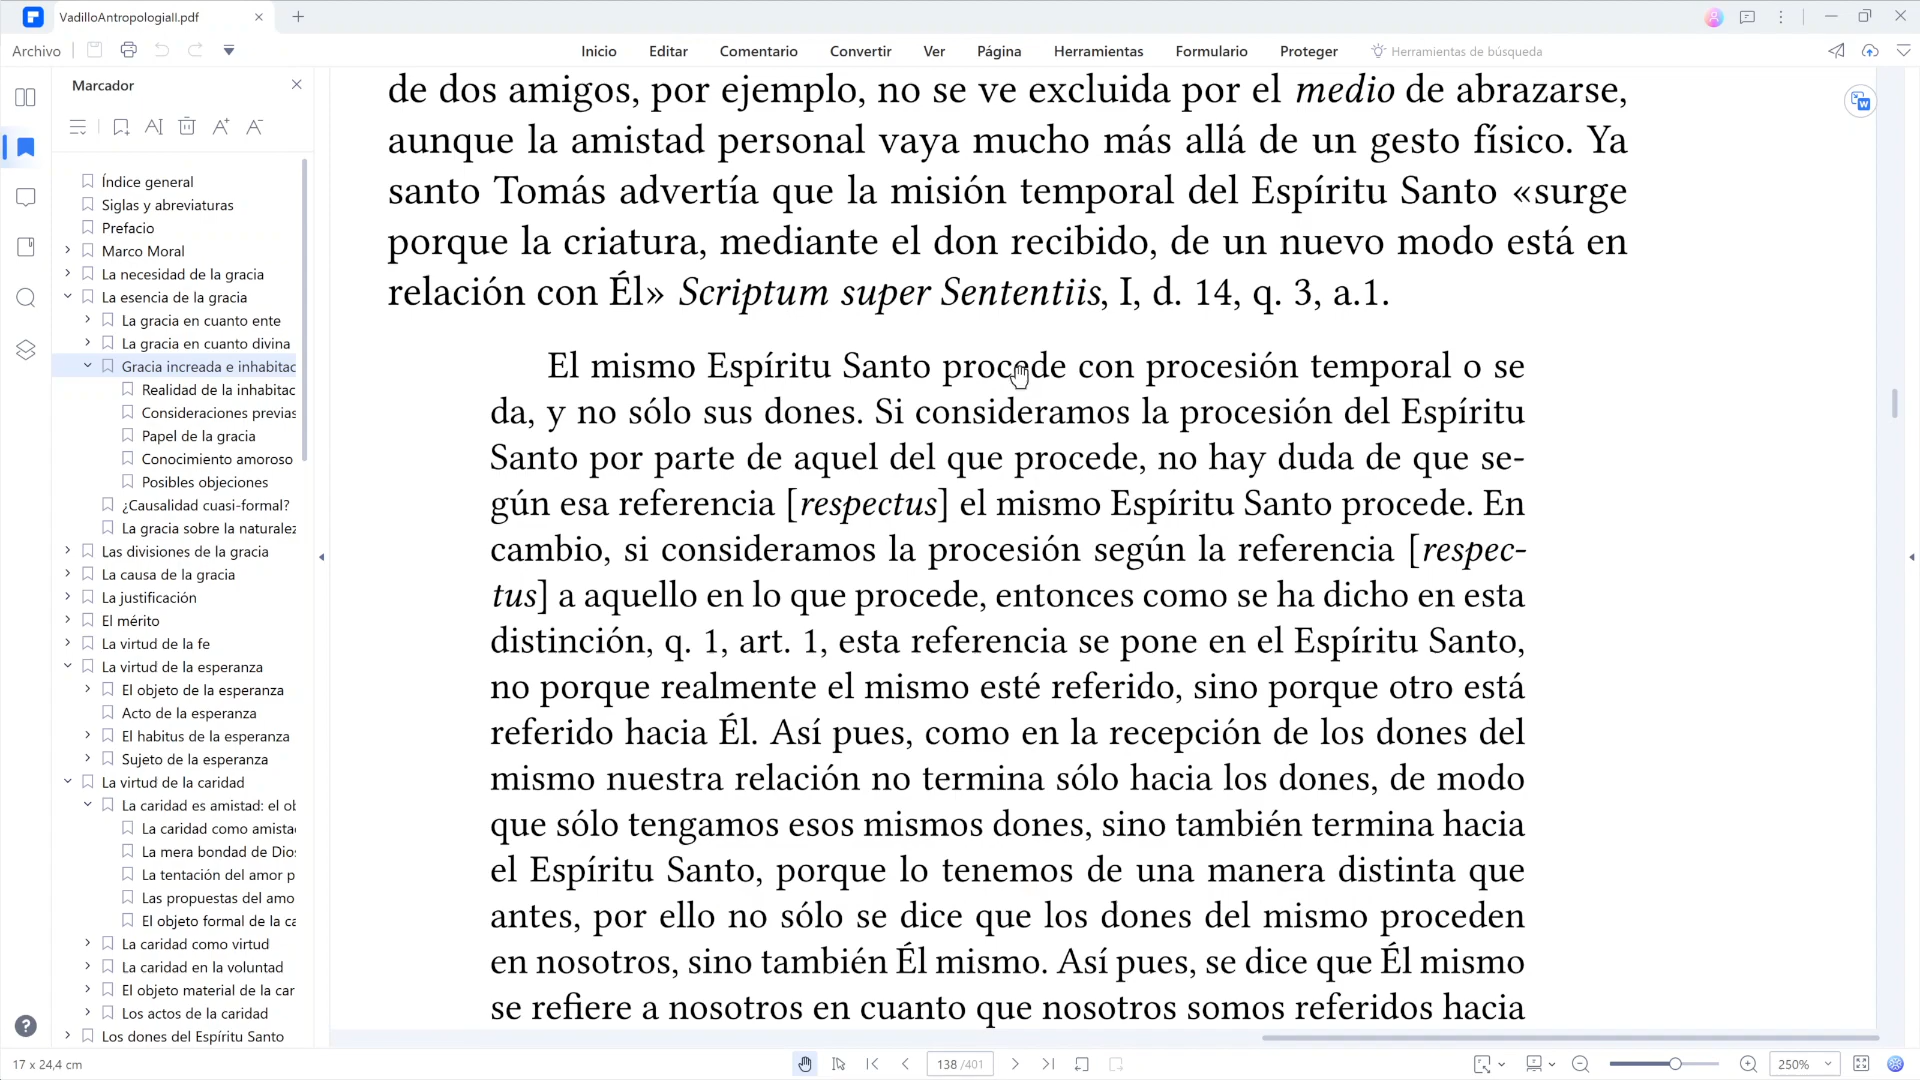 VadilloAntropologiaII.pdf
Archivo
Inicio
Editar
Comentario
Convertir
Ver
Página
Herramientas
Formulario
Proteger
Herramientas de búsqueda
Marcador
Índice general
Siglas y abreviaturas
Prefacio
Marco Moral
La necesidad de la gracia
La esencia de la gracia
La gracia en cuanto ente
La gracia en cuanto divina
Gracia increada e inhabitac
Realidad de la inhabitac
Consideraciones previas
Papel de la gracia
Conocimiento amoroso
Posibles objeciones
¿Causalidad cuasi-formal?
La gracia sobre la naturalez
Las divisiones de la gracia
La causa de la gracia
La justificación
El mérito
La virtud de la fe
La virtud de la esperanza
El objeto de la esperanza
Acto de la esperanza
El habitus de la esperanza
Sujeto de la esperanza
La virtud de la caridad
La caridad es amistad: el ob
La caridad como amista
La mera bondad de Dios
La tentación del amor p
Las propuestas del amo
El objeto formal de la ca
La caridad como virtud
La caridad en la voluntad
El objeto material de la car
Los actos de la caridad
Los dones del Espíritu Santo
de dos amigos, por ejemplo, no se ve excluida por el medio de abrazarse,
aunque la amistad personal vaya mucho más allá de un gesto físico. Ya
santo Tomás advertía que la misión temporal del Espíritu Santo «surge
porque la criatura, mediante el don recibido, de un nuevo modo está en
relación con Él» Scriptum super Sententiis, I, d. 14, q. 3, a.1.
El mismo Espíritu Santo procede con procesión temporal o se
da, y no sólo sus dones. Si consideramos la procesión del Espíritu
Santo por parte de aquel del que procede, no hay duda de que se-
gún esa referencia [respectus] el mismo Espíritu Santo procede. En
cambio, si consideramos la procesión según la referencia [respec-
tus] a aquello en lo que procede, entonces como se ha dicho en esta
distinción, q. 1, art. 1, esta referencia se pone en el Espíritu Santo,
no porque realmente el mismo esté referido, sino porque otro está
referido hacia Él. Así pues, como en la recepción de los dones del
mismo nuestra relación no termina sólo hacia los dones, de modo
que sólo tengamos esos mismos dones, sino también termina hacia
el Espíritu Santo, porque lo tenemos de una manera distinta que
antes, por ello no sólo se dice que los dones del mismo proceden
en nosotros, sino también Él mismo. Así pues, se dice que Él mismo
se refiere a nosotros en cuanto que nosotros somos referidos hacia
17 x 24,4 cm
138 /401
250%